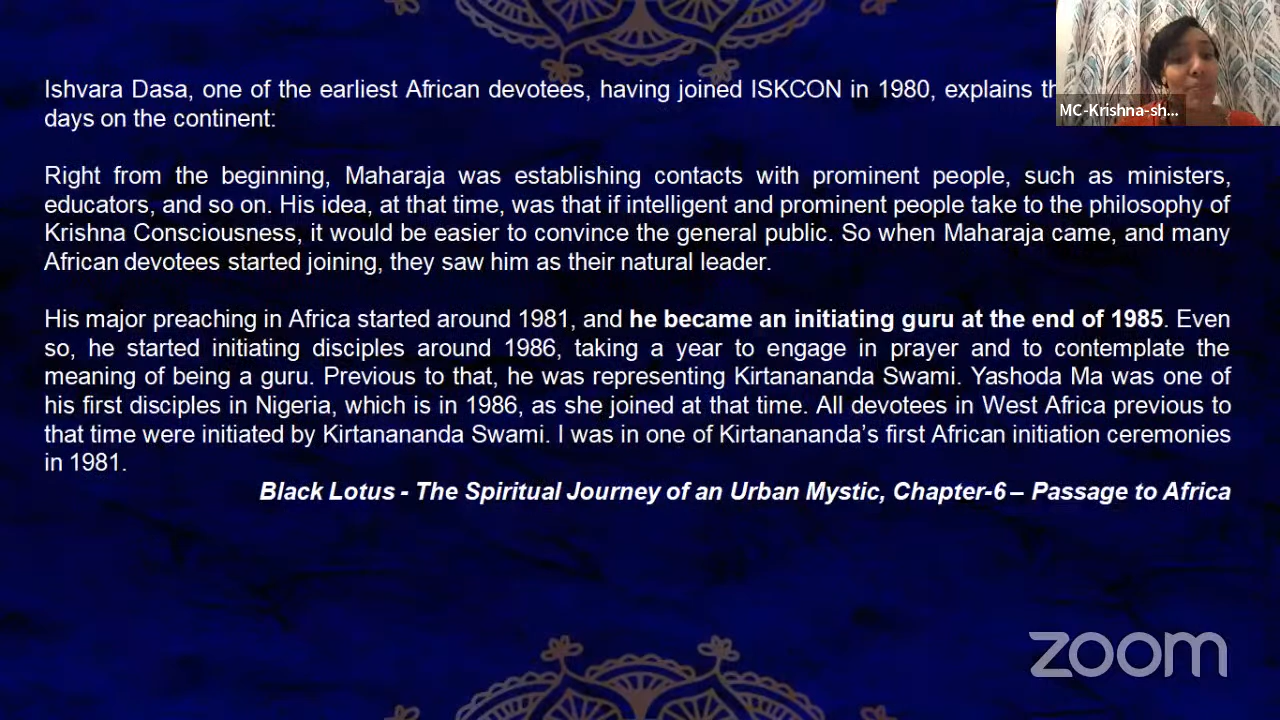 Ishvara Dasa, one of the earliest African devotees, having joined ISKCON in 1980, explains
days on the continent:
Right from the beginning, Maharaja was establishing contacts with prominent people, such as ministers,
educators, and so on. His idea, at that time, was that if intelligent and prominent people take to the philosophy of
Krishna Consciousness, it would be easier to convince the general public. So when Maharaja came, and many
African devotees started joining, they saw him as their natural leader.
His major preaching in Africa started around 1981, and he became an initiating guru at the end of 1985. Even
so, he started initiating disciples around 1986, taking a year to engage in prayer and to contemplate the
meaning of being a guru. Previous to that, he was representing Kirtanananda Swami. Yashoda Ma was one of
his first disciples in Nigeria, which is in 1986, as she joined at that time. All devotees in West Africa previous to
that time were initiated by Kirtanananda Swami. I was in one of Kirtanananda's first African initiation ceremonies
in 1981.
Black Lotus - The Spiritual Journey of an Urban Mystic, Chapter-6 – Passage to Africa
MC-Krishna-sh...
zoom